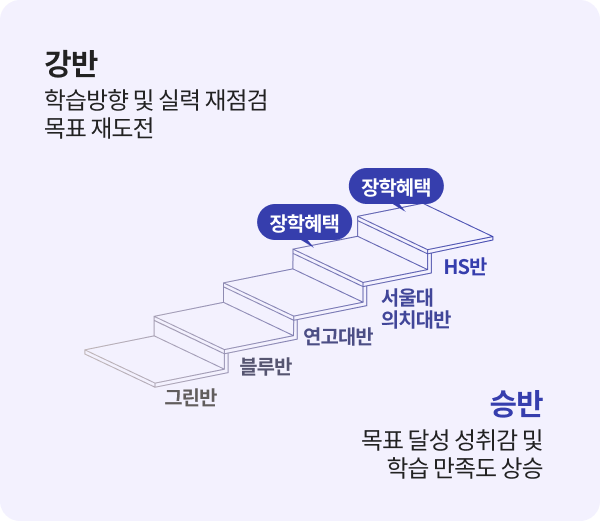 강반
학습방향 및 실력 재점검
목표 재도전
장학혜택
장학혜택
HS반
서울대
의치대반
연고대반
블루반
그린반
승반
목표 달성 성취감 및
학습 만족도 상승